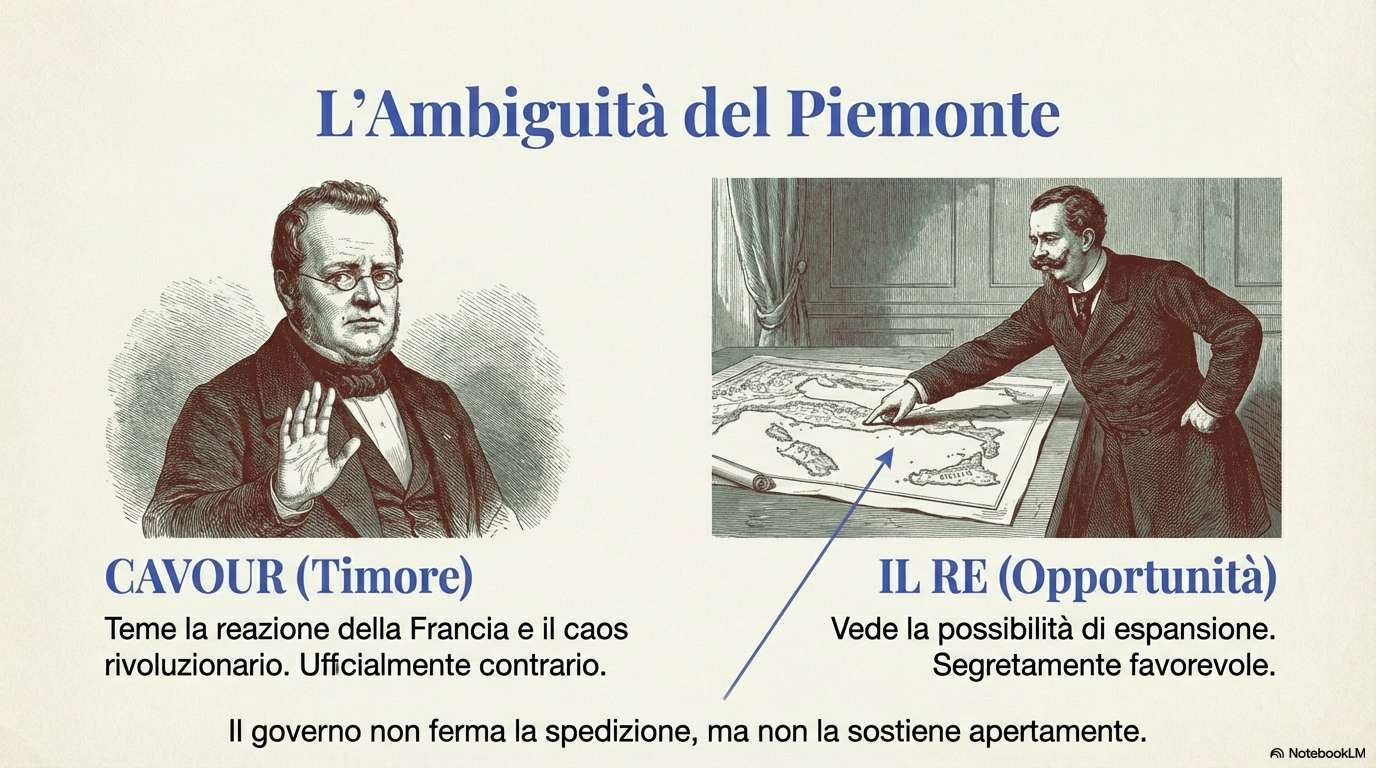 L’Ambiguità del Piemonte
SICILIA
CAVOUR (Timore)
Teme la reazione della Francia e il caos
rivoluzionario. Ufficialmente contrario.
IL RE (Opportunità)
Vede la possibilità di espansione.
Segretamente favorevole.
Il governo non ferma la spedizione, ma non la sostiene apertamente.
NotebookLM